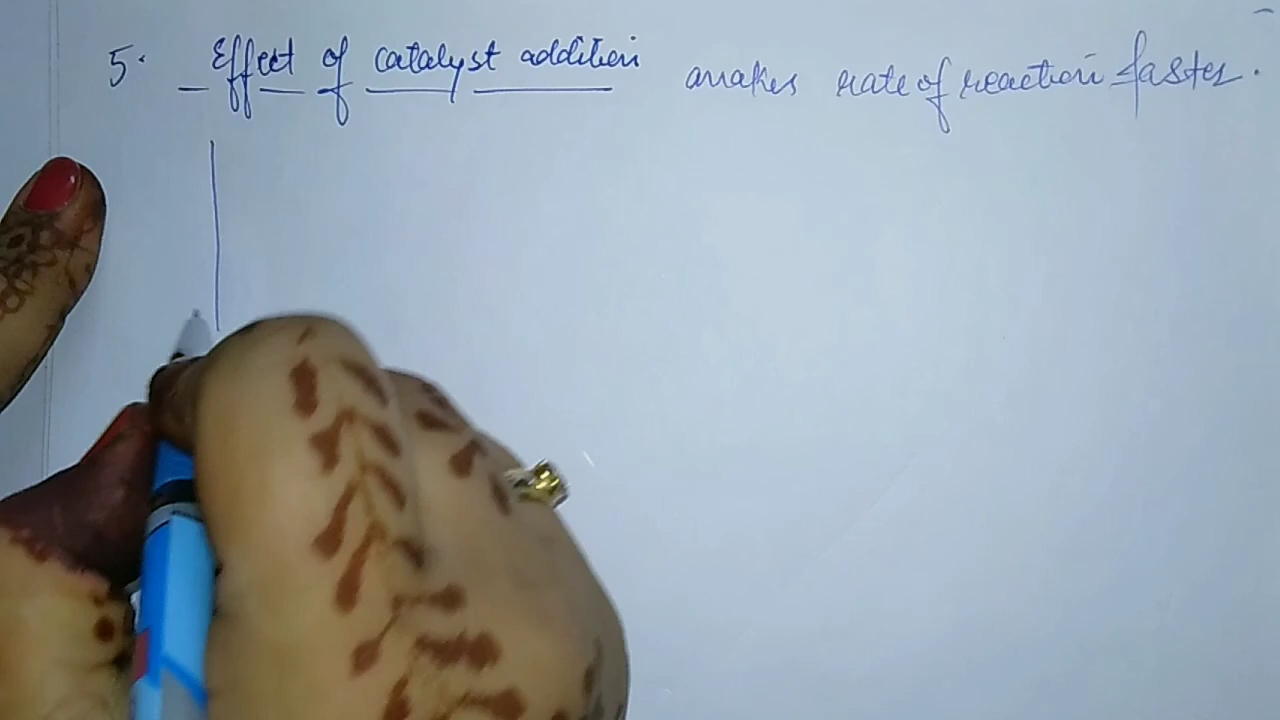 5. Effect of catalyst addition makes rate of reaction faster.